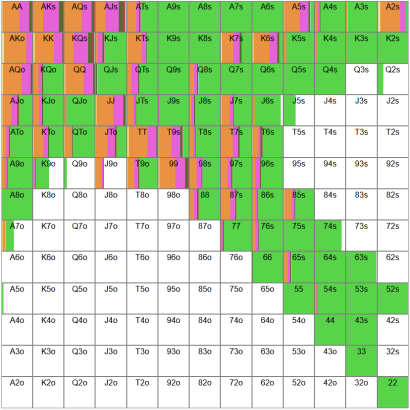 AA AKs AQs AJs ATs A9s A8s A7s A6s A5s A4s A3s A2s
AKo KK KQs KJs KTs K9s K8s K7s K6s K5s K4s K3s K2s
AQo KQo QQ QJs QTs Q9s Q8s Q7s Q6s Q5s Q4s Q3s Q2s
AJo KJo QJo JJ JTs J9s J8s J7s J6s J5s J4s J3s J2s
ATo KTo QTo JTo TT T9s T8s T7s T6s T5s T4s T3s T2s
A9o K9o Q9o J9o T9o 99 98s 97s 96s 95s 94s 93s 92s
A8o K8o Q8o J8o T8o 98o 88 87s 86s 85s 84s 83s 82s
A7o K7o Q7o J7o T7o 97o 87o 77 76s 75s 74s 73s 72s
A6o K6o Q6o J6o T6o 96o 86o 76o 66 65s 64s 63s 62s
A5o K5o Q5o J5o T5o 95o 85o 75o 65o 55 54s 53s 52s
A4o K4o Q4o J4o T4o 94o 84o 74o 64o 54o 44 43s 42s
A3o K3o Q3o J3o T3o 93o 83o 73o 63o 53o 43o 33 32s
A2o K2o Q2o J2o T2o 92o 82o 72o 62o 52o 42o 32o 22